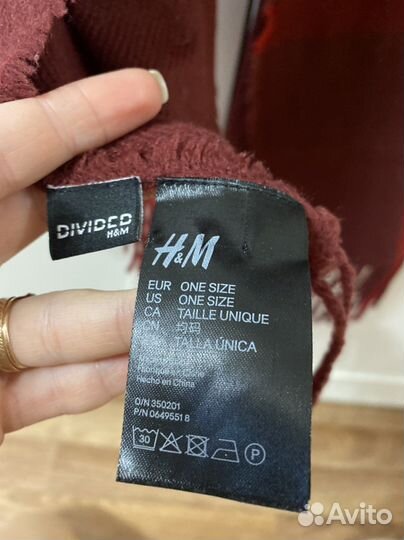 DIVIDED
H&M
H&M
EUR ONE SIZE
US ONE SIZE
CA TAILLE UNIQUE
CN 均码
TALLA ÚNICA
Hecho en China
O/N 350201
P/N 0649551 8
30
P
Avito